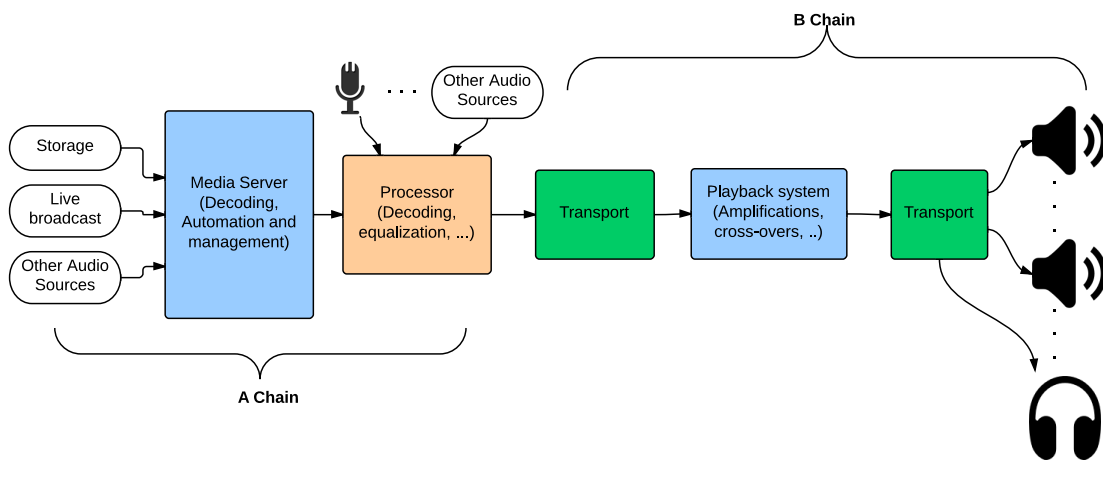 B Chain
Other Audio
Sources
Storage
Live
broadcast
Other Audio
Sources
Media Server
(Decoding,
Automation and
management)
Processor
(Decoding,
equalization, ...)
Transport
Playback system
(Amplifications,
cross-overs, ..)
Transport
A Chain